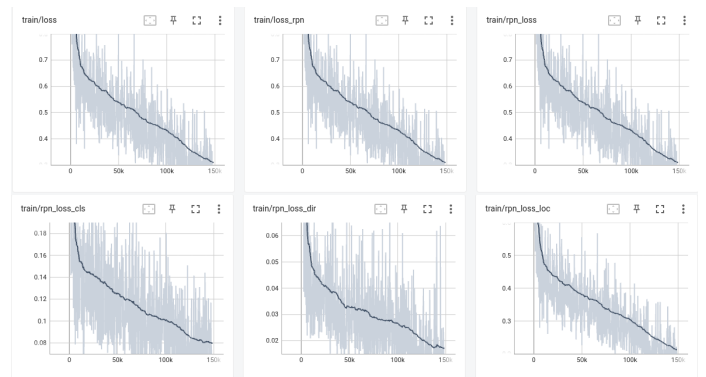 train/loss
0.7
0.6
0.5
0.4
0 50k 100k 150k
train/loss_rpn
0.7
0.6
0.5
0.4
0 50k 100k 150k
train/rpn_loss
0.7
0.6
0.5
0.4
0 50k 100k 150k
train/rpn_loss_cls
0.18
0.16
0.14
0.12
0.1
0.08
0 50k 100k 150k
train/rpn_loss_dir
0.06
0.05
0.04
0.03
0.02
0 50k 100k 150k
train/rpn_loss_loc
0.5
0.4
0.3
0 50k 100k 150k